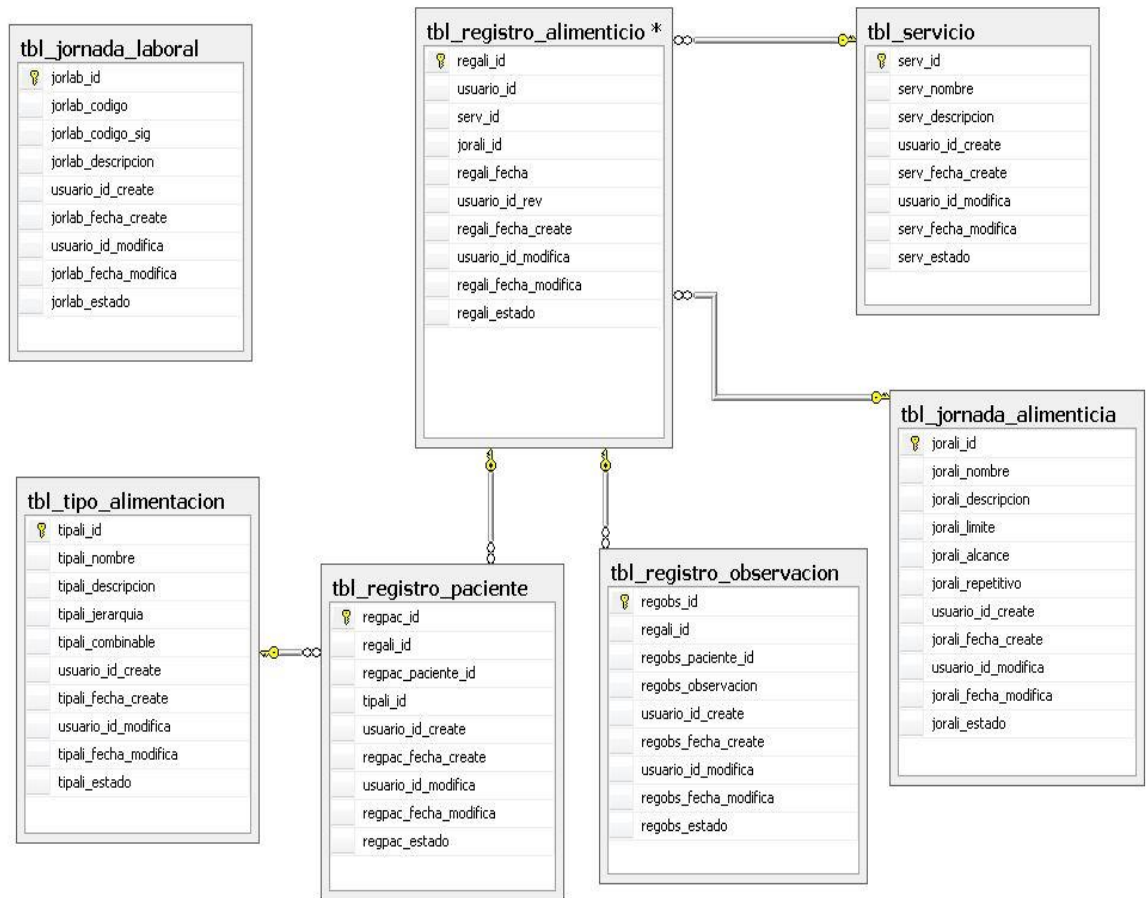 tbl_jornada_laboral
jorlab_id
jorlab_codigo
jorlab_codigo_sig
jorlab_descripcion
usuario_id_create
jorlab_fecha_create
usuario_id_modifica
jorlab_fecha_modifica
jorlab_estado
tbl_registro_alimenticio *
regali_id
usuario_id
serv_id
jorali_id
regali_fecha
usuario_id_rev
regali_fecha_create
usuario_id_modifica
regali_fecha_modifica
regali_estado
tbl_servicio
serv_id
serv_nombre
serv_descripcion
usuario_id_create
serv_fecha_create
usuario_id_modifica
serv_fecha_modifica
serv_estado
tbl_jornada_alimenticia
jorali_id
jorali_nombre
jorali_descripcion
jorali_limite
jorali_alcance
jorali_repetitivo
usuario_id_create
jorali_fecha_create
usuario_id_modifica
jorali_fecha_modifica
jorali_estado
tbl_tipo_alimentacion
tipali_id
tipali_nombre
tipali_descripcion
tipali_jerarquia
tipali_combinable
usuario_id_create
tipali_fecha_create
usuario_id_modifica
tipali_fecha_modifica
tipali_estado
tbl_registro_paciente
regpac_id
regali_id
regpac_paciente_id
tipali_id
usuario_id_create
regpac_fecha_create
usuario_id_modifica
regpac_fecha_modifica
regpac_estado
tbl_registro_observacion
regobs_id
regali_id
regobs_paciente_id
regobs_observacion
usuario_id_create
regobs_fecha_create
usuario_id_modifica
regobs_fecha_modifica
regobs_estado